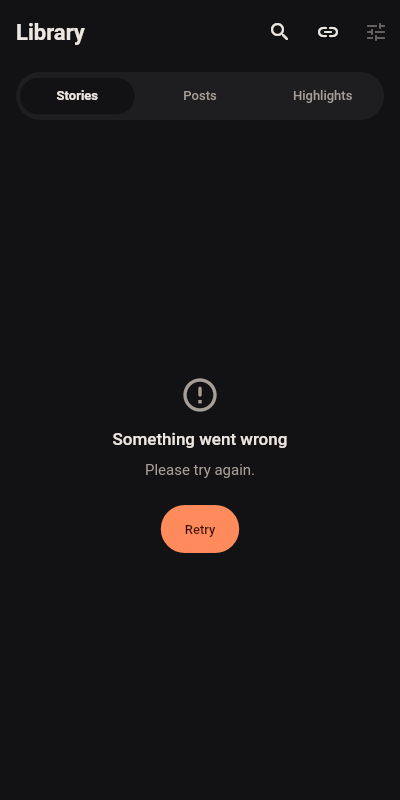 Library
Stories
Posts
Highlights
Something went wrong
Please try again.
Retry